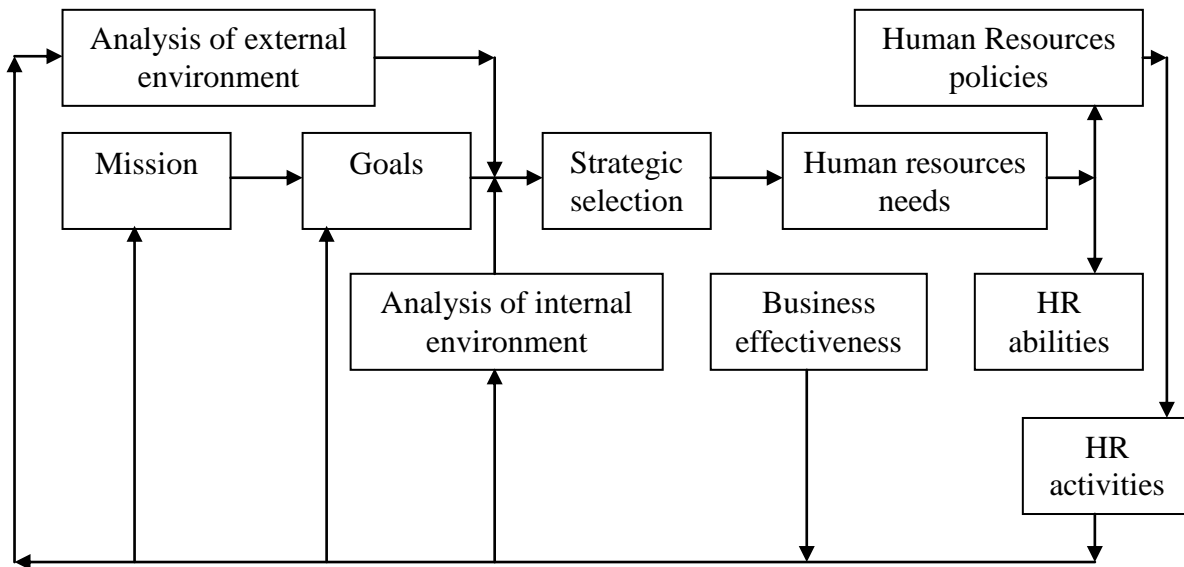 Analysis of external
environment
Human Resources
policies
Mission
Goals
Strategic
selection
Human resources
needs
Analysis of internal
environment
Business
effectiveness
HR
abilities
HR
activities